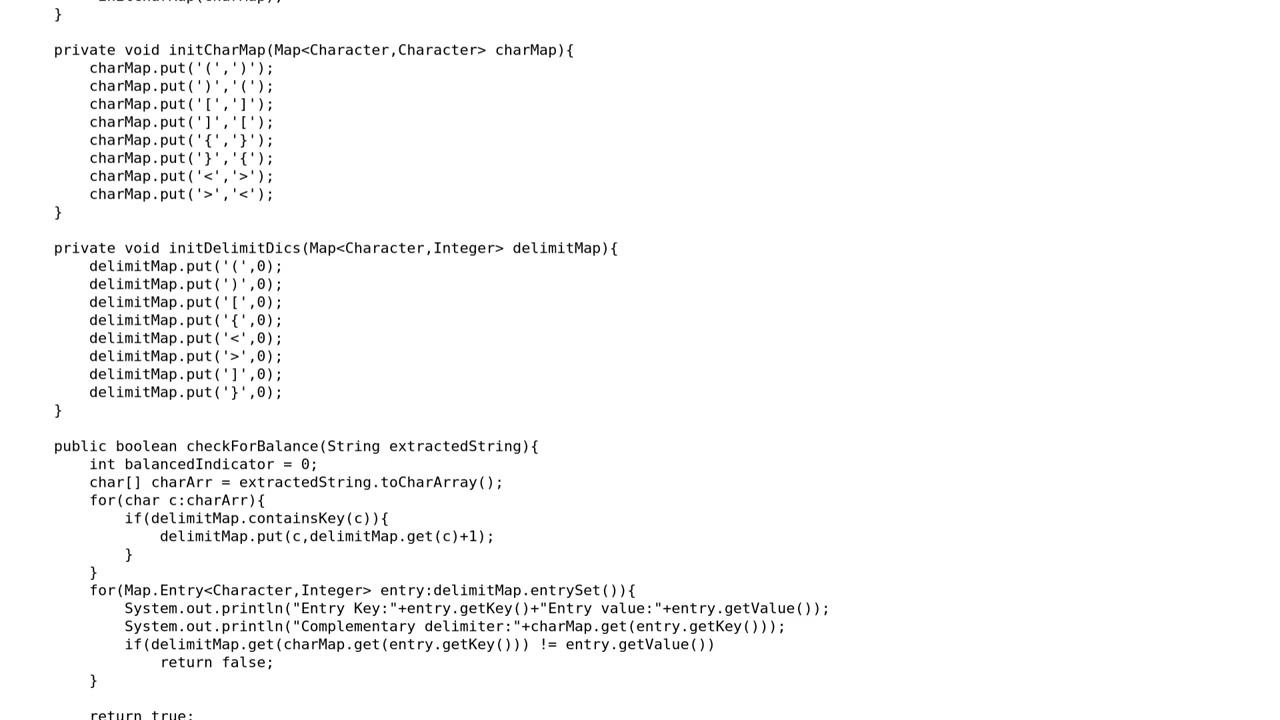 }
private void initCharMap(Map<Character,Character> charMap){
charMap.put('(',')');
charMap.put(')','(');
charMap.put('[',']');
charMap.put(']','[');
charMap.put('{','}');
charMap.put('}','{');
charMap.put('<','>');
charMap.put('>','<');
}
private void initDelimitDics(Map<Character,Integer> delimitMap){
delimitMap.put('(',0);
delimitMap.put(')',0);
delimitMap.put('[',0);
delimitMap.put('{',0);
delimitMap.put('<',0);
delimitMap.put('>',0);
delimitMap.put(']',0);
delimitMap.put('}',0);
}
public boolean checkForBalance(String extractedString){
int balancedIndicator = 0;
char[] charArr = extractedString.toCharArray();
for(char c:charArr){
if(delimitMap.containsKey(c)){
delimitMap.put(c,delimitMap.get(c)+1);
}
}
for(Map.Entry<Character,Integer> entry:delimitMap.entrySet()){
System.out.println("Entry Key:"+entry.getKey()+"Entry value:"+entry.getValue());
System.out.println("Complementary delimiter:"+charMap.get(entry.getKey()));
if(delimitMap.get(charMap.get(entry.getKey())) != entry.getValue())
return false;
}
return true;